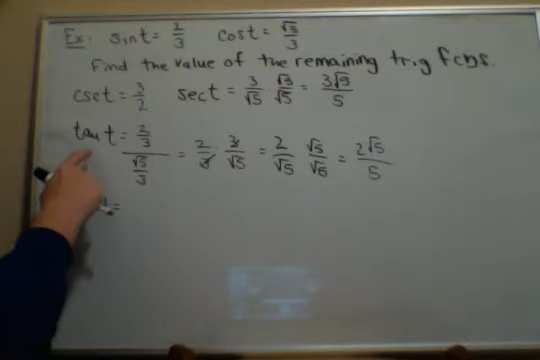 Ex: sin t = 2/3 cos t = √5/3
Find the value of the remaining trig fcns.
csc t = 3/2 sec t = 3/√5 √5/√5 = 3√5/5
tan t = 2/3 / √5/3 = 2/3 · 3/√5 = 2/√5 √5/√5 = 2√5/5
=